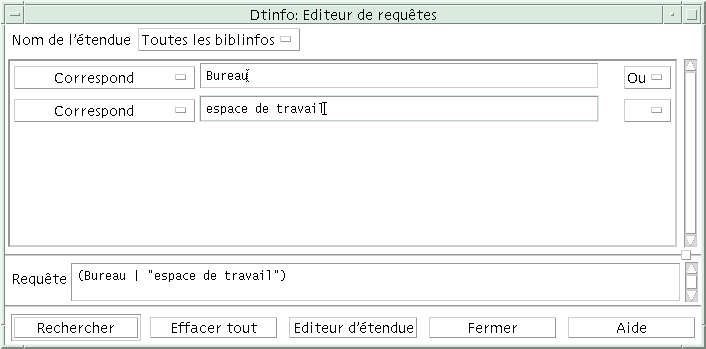 Dtinfo: Editeur de requêtes
Nom de l'étendue Toutes les biblinfos
Correspond Bureau Ou
Correspond espace de travail
Requête (Bureau | "espace de travail")
Rechercher Effacer tout Editeur d'étendue Fermer Aide